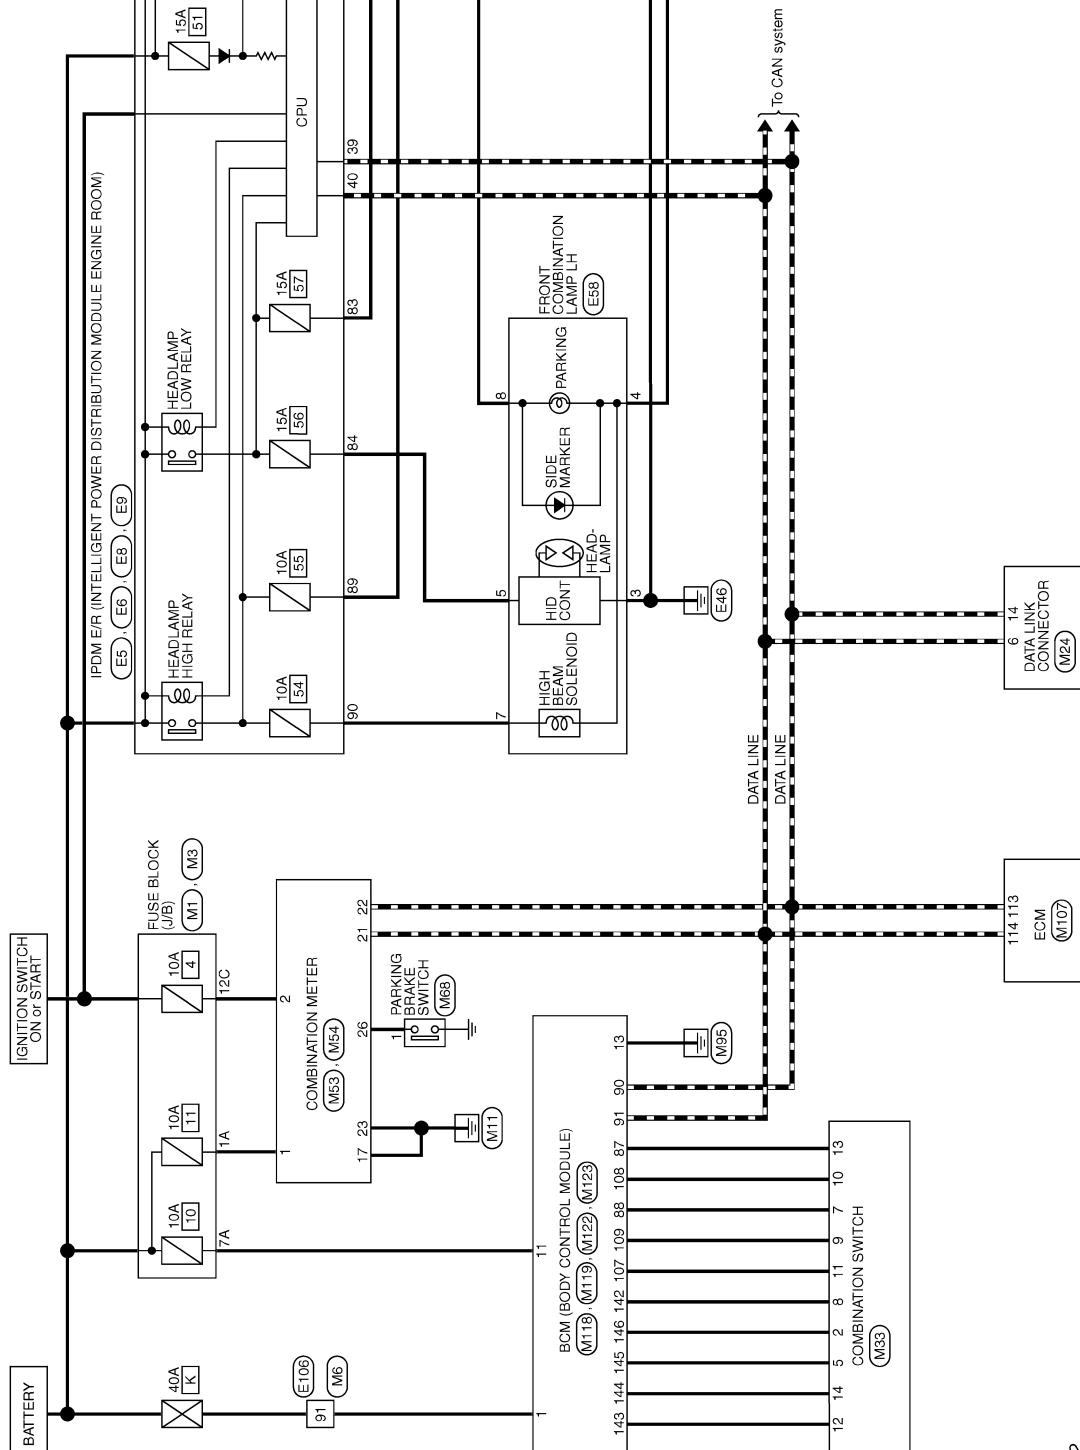 BATTERY
40A
K
E106
91
M6
1
IGNITION SWITCH
ON or START
FUSE BLOCK
(J/B)
M1 , M3
10A
10
7A
10A
11
1A
10A
4
12C
COMBINATION METER
M53 , M54
1
2
17
23
26
21
22
M11
1
PARKING
BRAKE
SWITCH
M68
BCM (BODY CONTROL MODULE)
M118 , M119 , M122 , M123
11
143
144
145
146
142
107
109
88
108
87
91
90
13
M95
12
14
5
2
8
11
9
7
10
13
COMBINATION SWITCH
M33
IPDM E/R (INTELLIGENT POWER DISTRIBUTION MODULE ENGINE ROOM)
E5 , E6 , E8 , E9
HEADLAMP
HIGH RELAY
HEADLAMP
LOW RELAY
15A
51
CPU
10A
54
10A
55
15A
56
15A
57
90
89
84
83
40
39
FRONT
COMBINATION
LAMP LH
E58
7
5
8
HIGH
BEAM
SOLENOID
HID
CONT
HEAD-
LAMP
SIDE
MARKER
PARKING
3
4
E46
DATA LINE
DATA LINE
To CAN system
114 113
ECM
M107
6 14
DATA LINK
CONNECTOR
M24